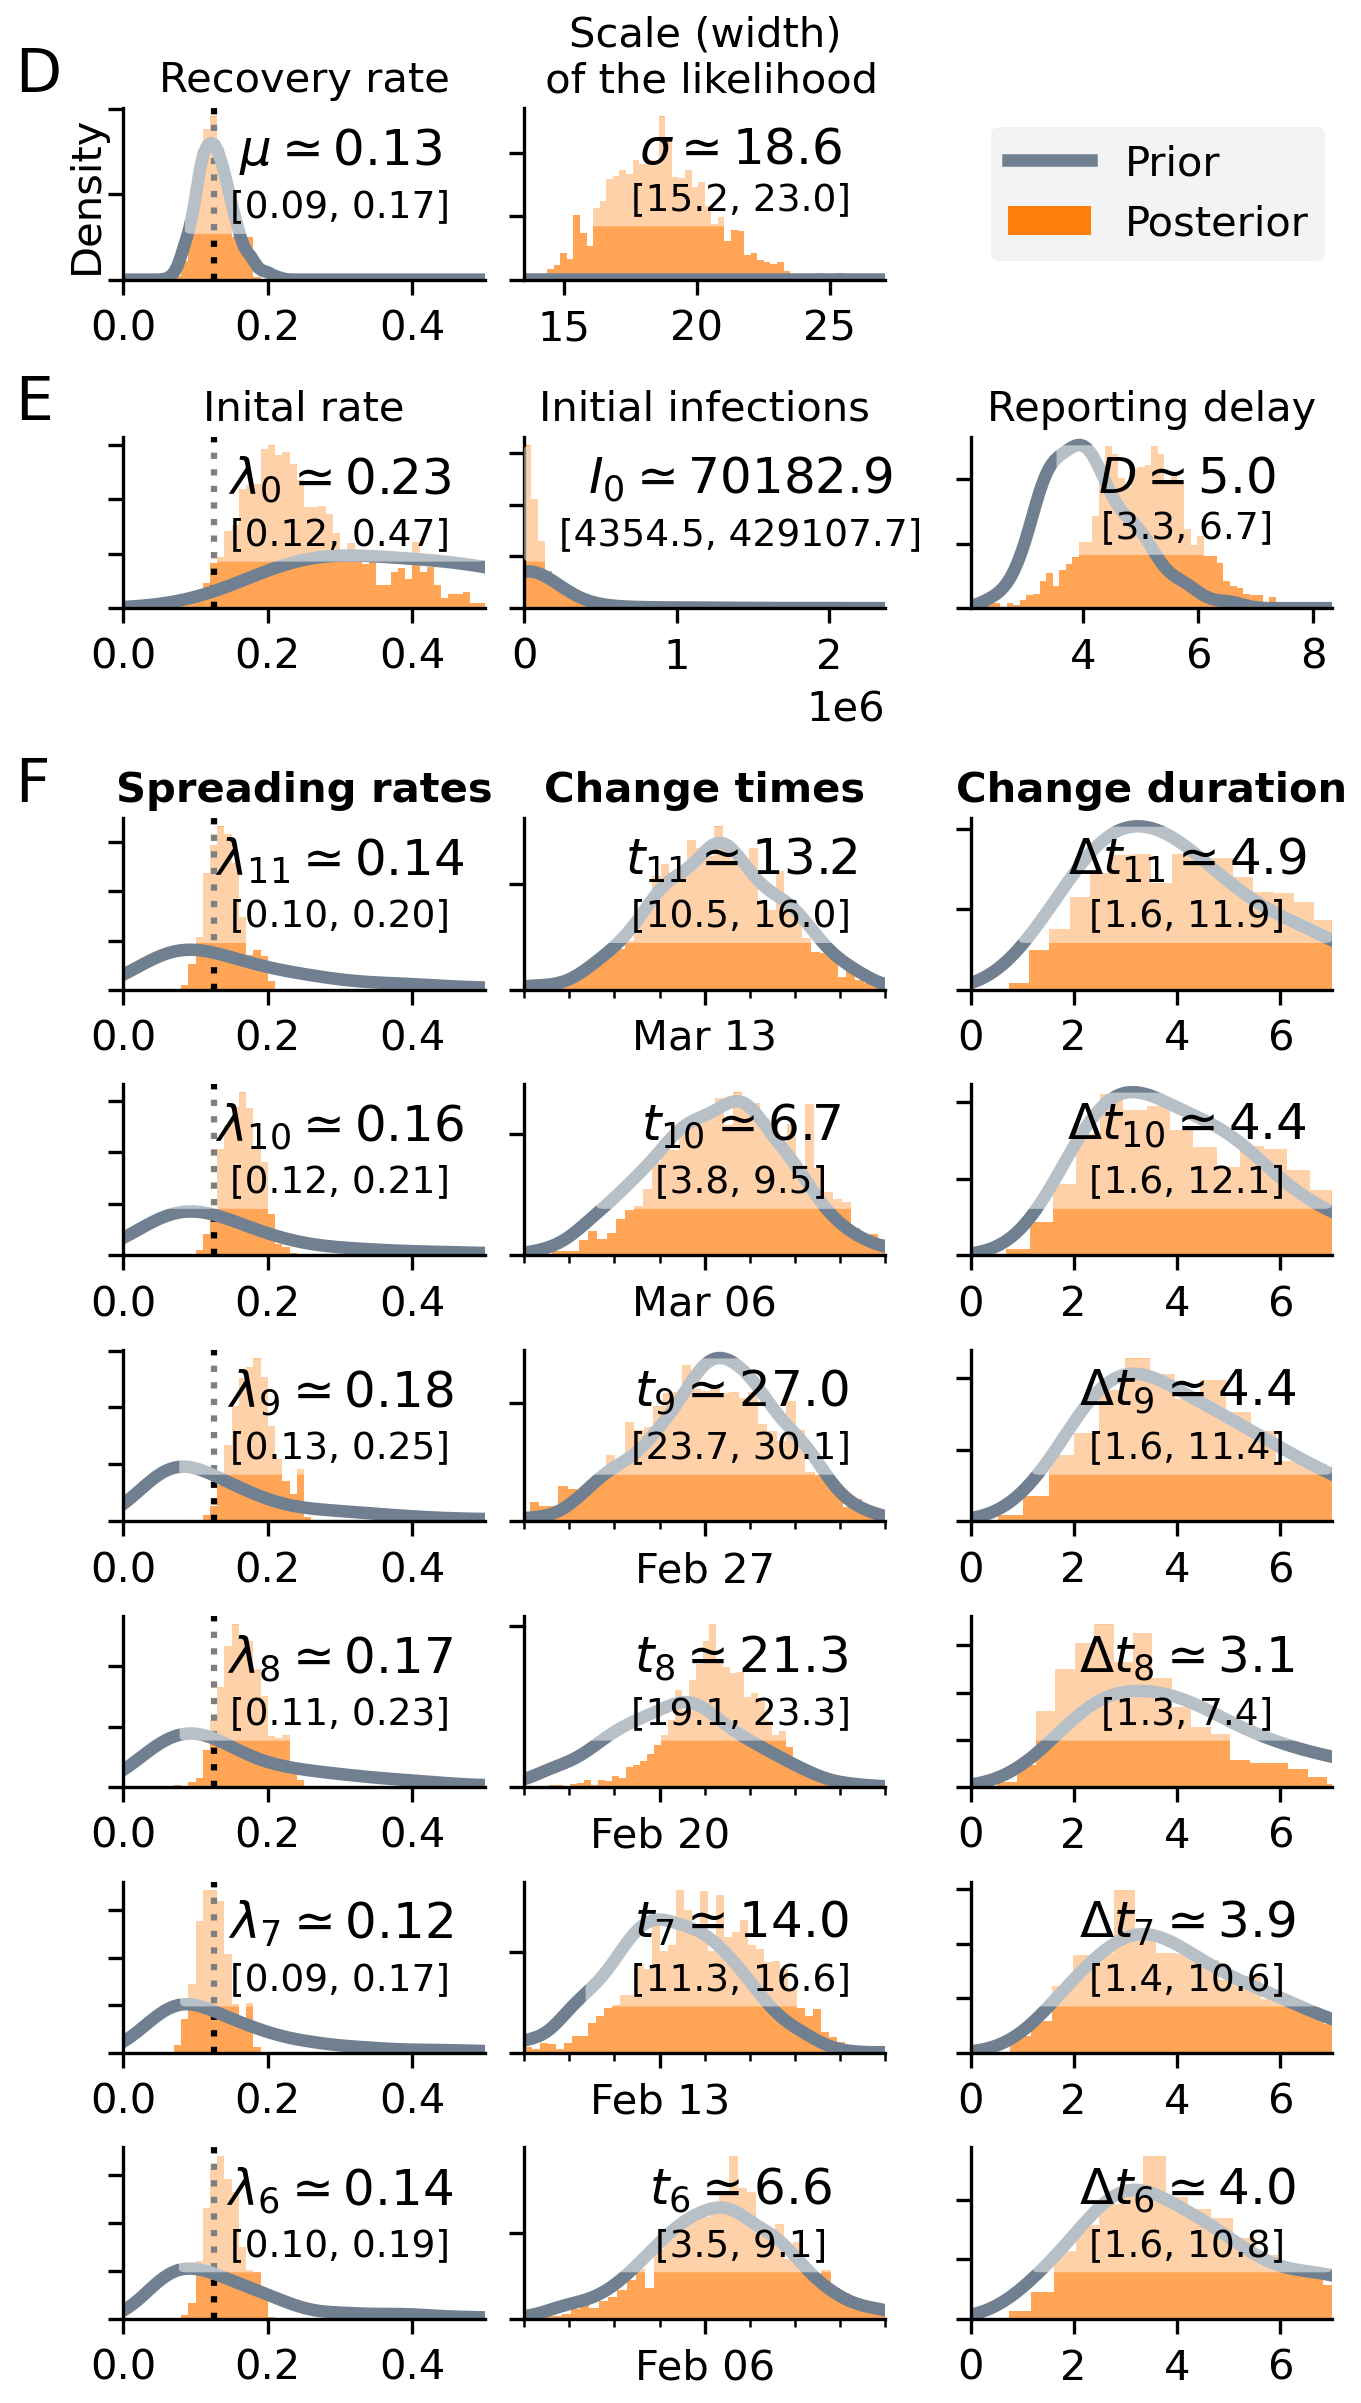 D
Recovery rate
Scale (width)
of the likelihood
Density
μ ≃ 0.13
[0.09, 0.17]
σ ≃ 18.6
[15.2, 23.0]
Prior
Posterior
0.0 0.2 0.4
15 20 25
E
Inital rate
Initial infections
Reporting delay
λ0 ≃ 0.23
[0.12, 0.47]
I0 ≃ 70182.9
[4354.5, 429107.7]
D ≃ 5.0
[3.3, 6.7]
0.0 0.2 0.4
0 1 2
1e6
4 6 8
F
Spreading rates
Change times
Change duration
λ11 ≃ 0.14
[0.10, 0.20]
t11 ≃ 13.2
[10.5, 16.0]
Δt11 ≃ 4.9
[1.6, 11.9]
0.0 0.2 0.4
Mar 13
0 2 4 6
λ10 ≃ 0.16
[0.12, 0.21]
t10 ≃ 6.7
[3.8, 9.5]
Δt10 ≃ 4.4
[1.6, 12.1]
0.0 0.2 0.4
Mar 06
0 2 4 6
λ9 ≃ 0.18
[0.13, 0.25]
t9 ≃ 27.0
[23.7, 30.1]
Δt9 ≃ 4.4
[1.6, 11.4]
0.0 0.2 0.4
Feb 27
0 2 4 6
λ8 ≃ 0.17
[0.11, 0.23]
t8 ≃ 21.3
[19.1, 23.3]
Δt8 ≃ 3.1
[1.3, 7.4]
0.0 0.2 0.4
Feb 20
0 2 4 6
λ7 ≃ 0.12
[0.09, 0.17]
t7 ≃ 14.0
[11.3, 16.6]
Δt7 ≃ 3.9
[1.4, 10.6]
0.0 0.2 0.4
Feb 13
0 2 4 6
λ6 ≃ 0.14
[0.10, 0.19]
t6 ≃ 6.6
[3.5, 9.1]
Δt6 ≃ 4.0
[1.6, 10.8]
0.0 0.2 0.4
Feb 06
0 2 4 6